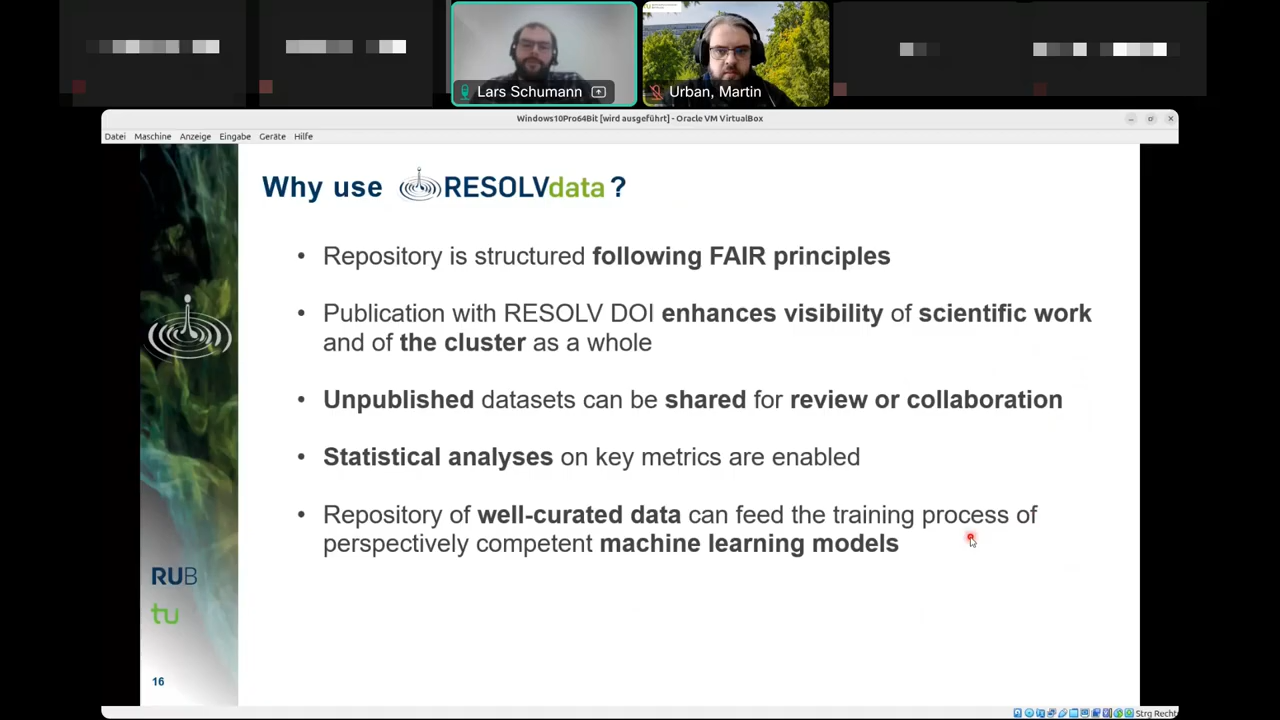 Lars Schumann
Urban, Martin
Windows10Pro64Bit [wird ausgeführt] - Oracle VM VirtualBox
Datei Maschine Anzeige Eingabe Geräte Hilfe
Why use RESOLVdata ?
• Repository is structured following FAIR principles
• Publication with RESOLV DOI enhances visibility of scientific work
and of the cluster as a whole
• Unpublished datasets can be shared for review or collaboration
• Statistical analyses on key metrics are enabled
• Repository of well-curated data can feed the training process of
perspectively competent machine learning models
RUB
tu
16
Strg Recht